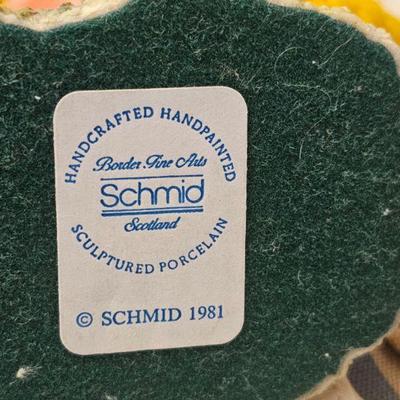 HANDCRAFTED HANDPAINTED
Border Fine Arts
Schmid
Scotland
SCULPTURED PORCELAIN
© SCHMID 1981